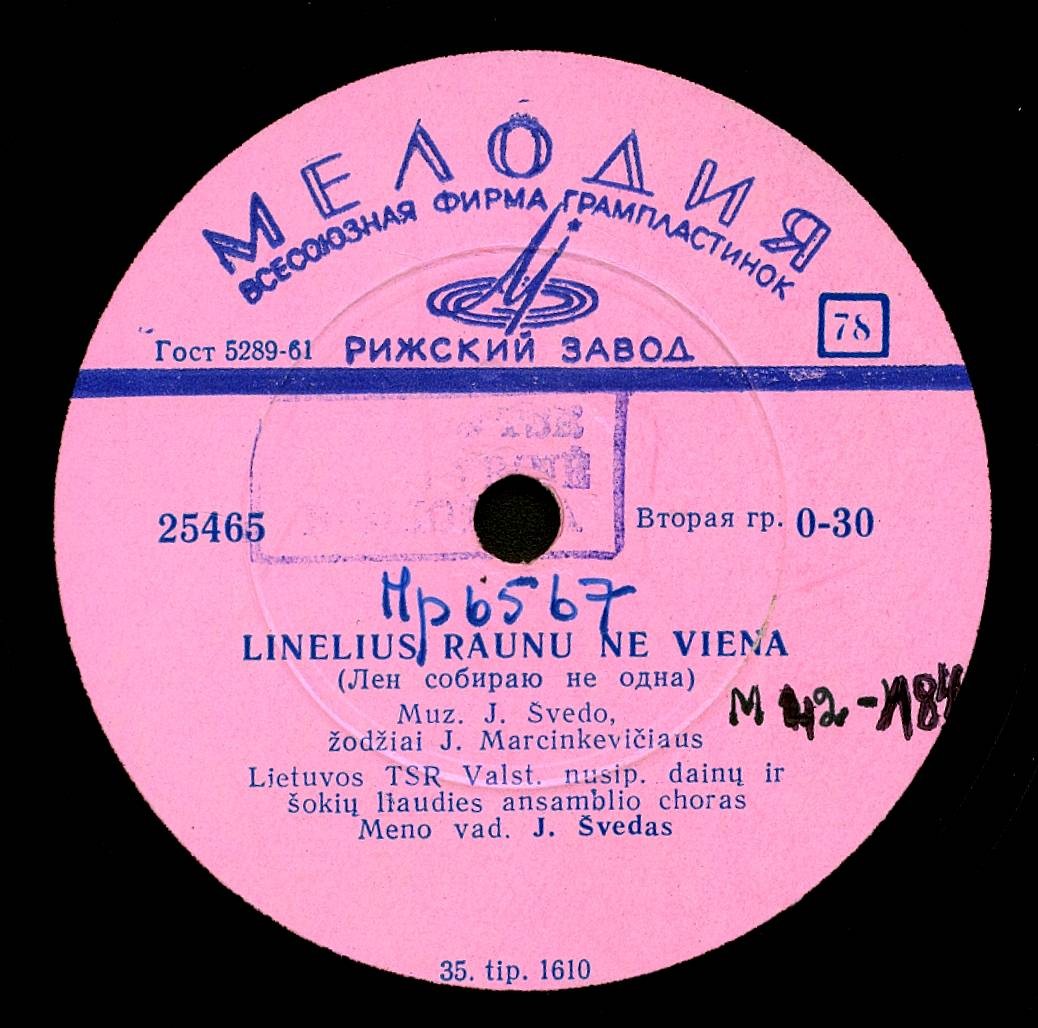 МЕЛОДИЯ
ВСЕСОЮЗНАЯ ФИРМА ГРАМПЛАСТИНОК
78
Гост 5289-61 РИЖСКИЙ ЗАВОД
25465 Вторая гр. 0-30
Нр 6567
LINELIUS RAUNU NE VIENA
(Лен собираю не одна)
Muz. J. Švedo,
žodžiai J. Marcinkevičiaus
Lietuvos TSR Valst. nusip. dainų ir
šokių liaudies ansamblio choras
Meno vad. J. Švedas
35. tip. 1610